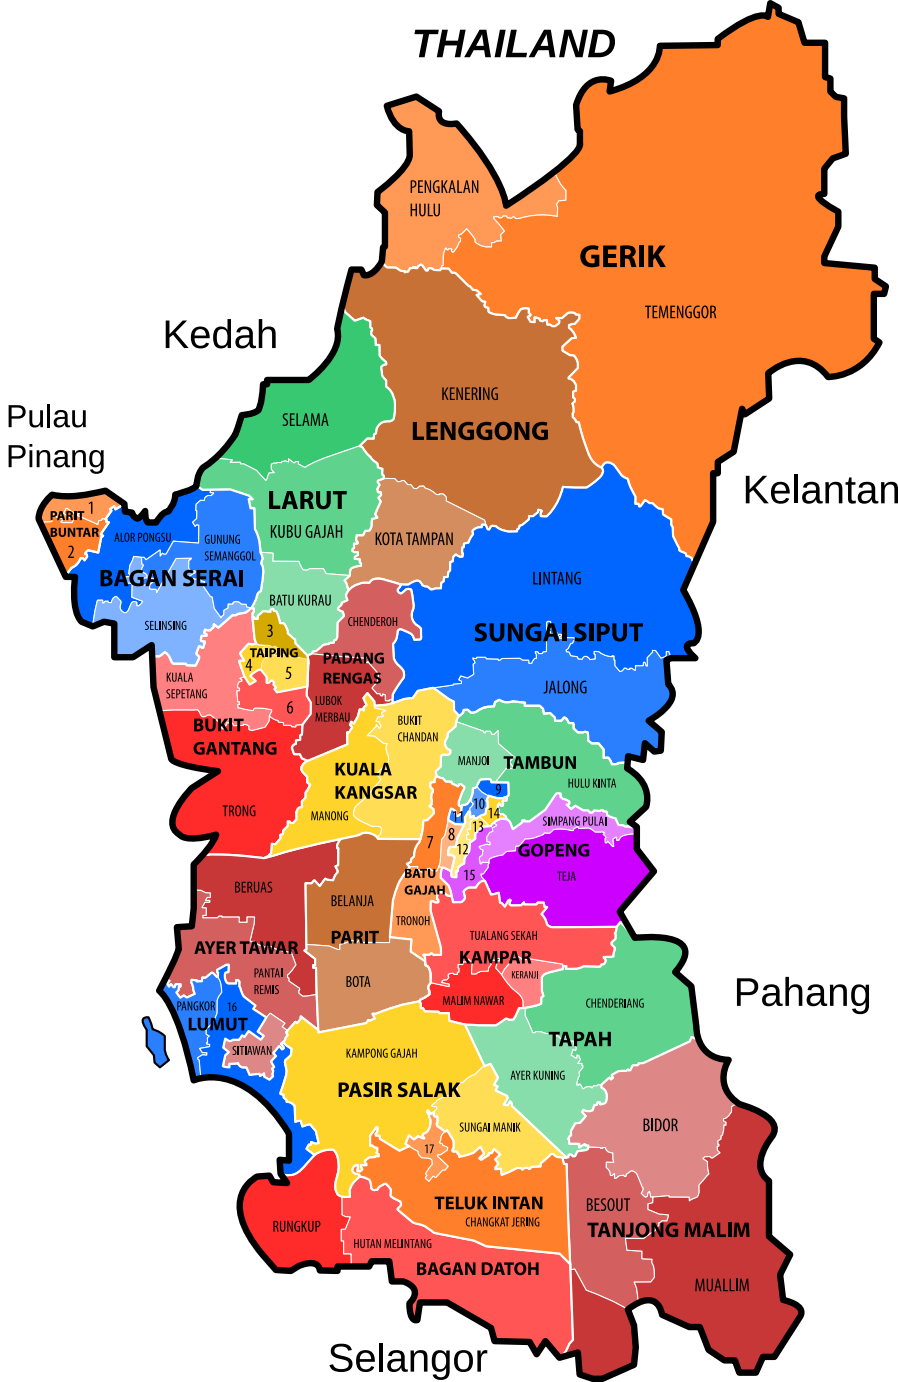 THAILAND
PENGKALAN
HULU
GERIK
TEMENGGOR
Kedah
KENERING
LENGGONG
SELAMA
Pulau
Pinang
Kelantan
LARUT
KUBU GAJAH
KOTA TAMPAN
1
PARIT
BUNTAR
2
ALOR PONGSU
GUNUNG
SEMANGGOL
BAGAN SERAI
SELINSING
BATU KURAU
LINTANG
SUNGAI SIPUT
JALONG
CHENDEROH
3
TAIPING
4
5
6
PADANG
RENGAS
LUBOK
MERBAU
KUALA
SEPETANG
BUKIT
GANTANG
TRONG
BUKIT
CHANDAN
KUALA
KANGSAR
MANONG
MANJOI
TAMBUN
HULU KINTA
9
10
11
14
13
8
12
7
15
SIMPANG PULAI
GOPENG
TEJA
BATU
GAJAH
TRONOH
BERUAS
AYER TAWAR
PANTAI
REMIS
BELANJA
PARIT
BOTA
TUALANG SEKAH
KAMPAR
KERANJI
MALIM NAWAR
Pahang
PANGKOR
16
LUMUT
SITIAWAN
CHENDERIANG
TAPAH
AYER KUNING
KAMPONG GAJAH
PASIR SALAK
SUNGAI MANIK
BIDOR
17
TELUK INTAN
CHANGKAT JERING
BESOUT
TANJONG MALIM
MUALLIM
RUNGKUP
HUTAN MELINTANG
BAGAN DATOH
Selangor